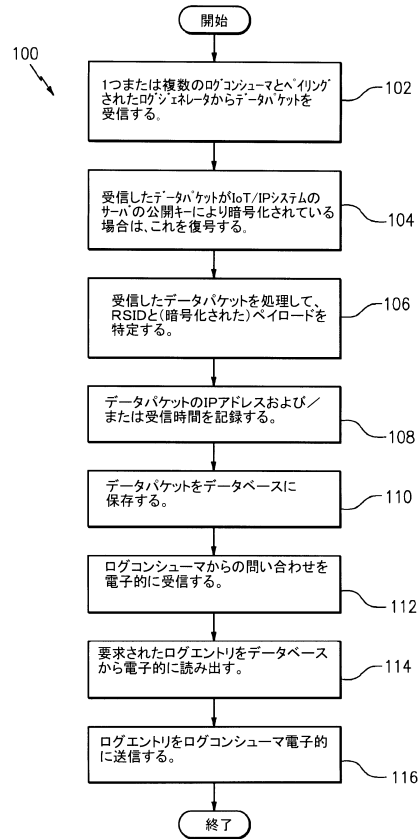 開始
100
1つまたは複数のログコンシューマとペイリング
されたログジェネレータからデータパケットを
受信する。
102
受信したデータパケットがIoT/IPシステムの
サーバの公開キーにより暗号化されている
場合は、これを復号する。
104
受信したデータパケットを処理して、
RSIDと(暗号化された)ペイロードを
特定する。
106
データパケットのIPアドレスおよび/
または受信時間を記録する。
108
データパケットをデータベースに
保存する。
110
ログコンシューマからの問い合わせを
電子的に受信する。
112
要求されたログエントリをデータベース
から電子的に読み出す。
114
ログエントリをログコンシューマ電子的
に送信する。
116
終了